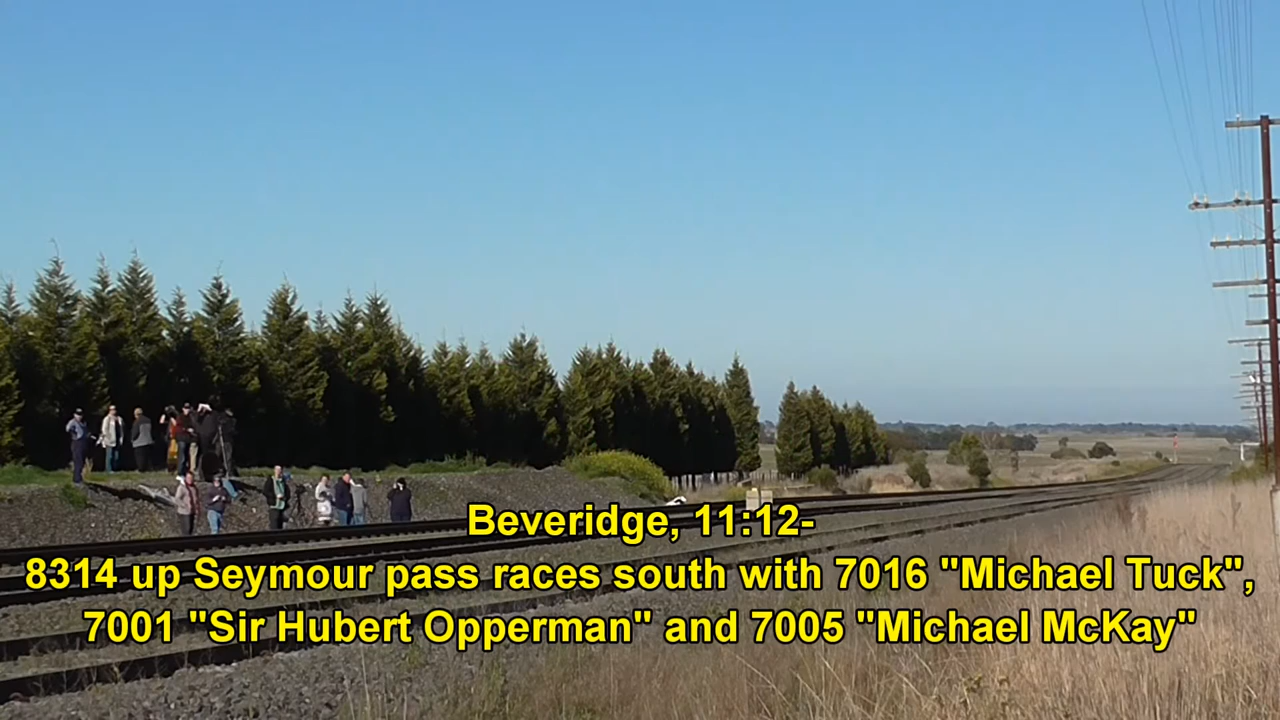 Beveridge, 11:12-
8314 up Seymour pass races south with 7016 "Michael Tuck",
7001 "Sir Hubert Opperman" and 7005 "Michael McKay"